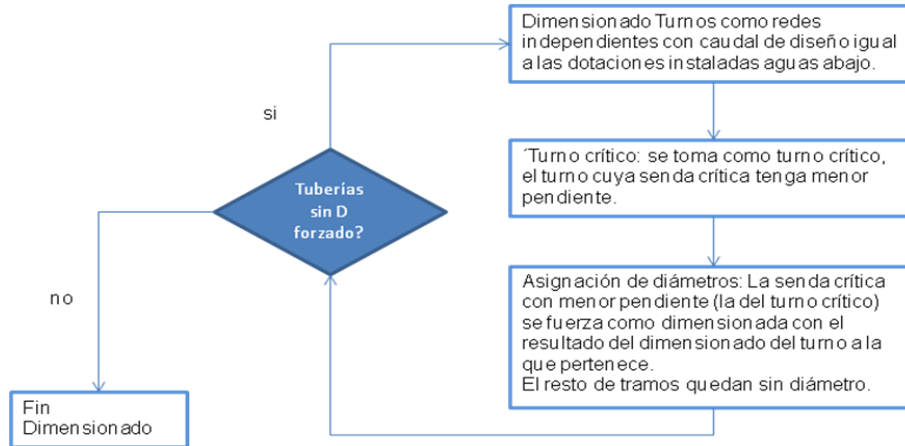 Dimensionado Turnos como redes
independientes con caudal de diseño igual
a las dotaciones instaladas aguas abajo.
si
´Turno crítico: se toma como turno crítico,
el turno cuya senda crítica tenga menor
pendiente.
Tuberías
sin D
forzado?
no
Asignación de diámetros: La senda crítica
con menor pendiente (la del turno crítico)
se fuerza como dimensionada con el
resultado del dimensionado del turno a la
que pertenece.
El resto de tramos quedan sin diámetro.
Fin
Dimensionado